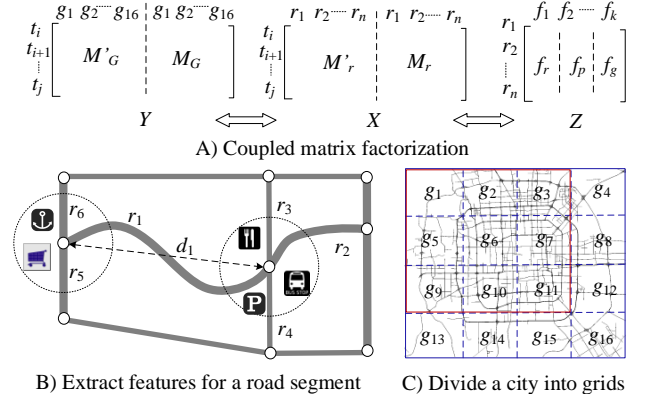 g1 g2 ┈ g16 g1 g2 ┈ g16
ti
ti+1
tj
M'G MG
Y
r1 r2 ┈ rn r1 r2 ┈ rn
ti
ti+1
tj
M'r Mr
X
f1 f2 ┈ fk
r1
r2
rn
fr fp fg
Z
A) Coupled matrix factorization
r6
r1
r3
r2
d1
r5
BUS STOP
P
r4
B) Extract features for a road segment
g1 g2 g3 g4
g5 g6 g7 g8
g9 g10 g11 g12
g13 g14 g15 g16
C) Divide a city into grids